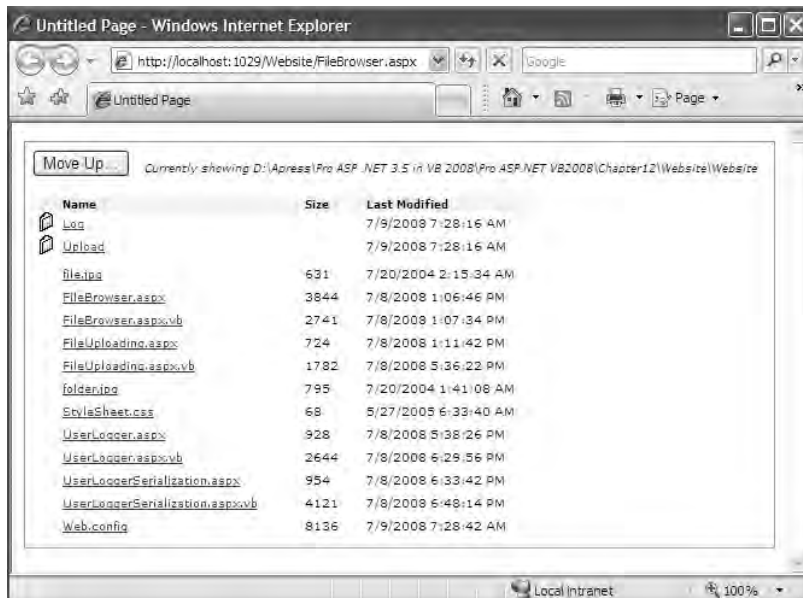 Untitled Page - Windows Internet Explorer
http://localhost:1029/Website/FileBrowser.aspx
Google
Untitled Page
Page
Move Up...
Currently showing D:\Apress\Pro ASP .NET 3.5 in VB 2008\Pro ASP.NET VB2008\Chapter12\Website\Website
Name Size Last Modified
Log 7/9/2008 7:28:16 AM
Upload 7/9/2008 7:28:16 AM
file.jpg 631 7/20/2004 2:15:34 AM
FileBrowser.aspx 3844 7/8/2008 1:06:46 PM
FileBrowser.aspx.vb 2741 7/8/2008 1:07:34 PM
FileUploading.aspx 724 7/8/2008 1:11:42 PM
FileUploading.aspx.vb 1782 7/8/2008 5:36:22 PM
folder.jpg 795 7/20/2004 1:41:08 AM
StyleSheet.css 68 5/27/2005 6:33:40 AM
UserLogger.aspx 928 7/8/2008 5:38:26 PM
UserLogger.aspx.vb 2644 7/8/2008 6:29:56 PM
UserLoggerSerialization.aspx 954 7/8/2008 6:33:42 PM
UserLoggerSerialization.aspx.vb 4121 7/8/2008 6:48:14 PM
Web.config 8136 7/9/2008 7:28:42 AM
Local intranet 100%